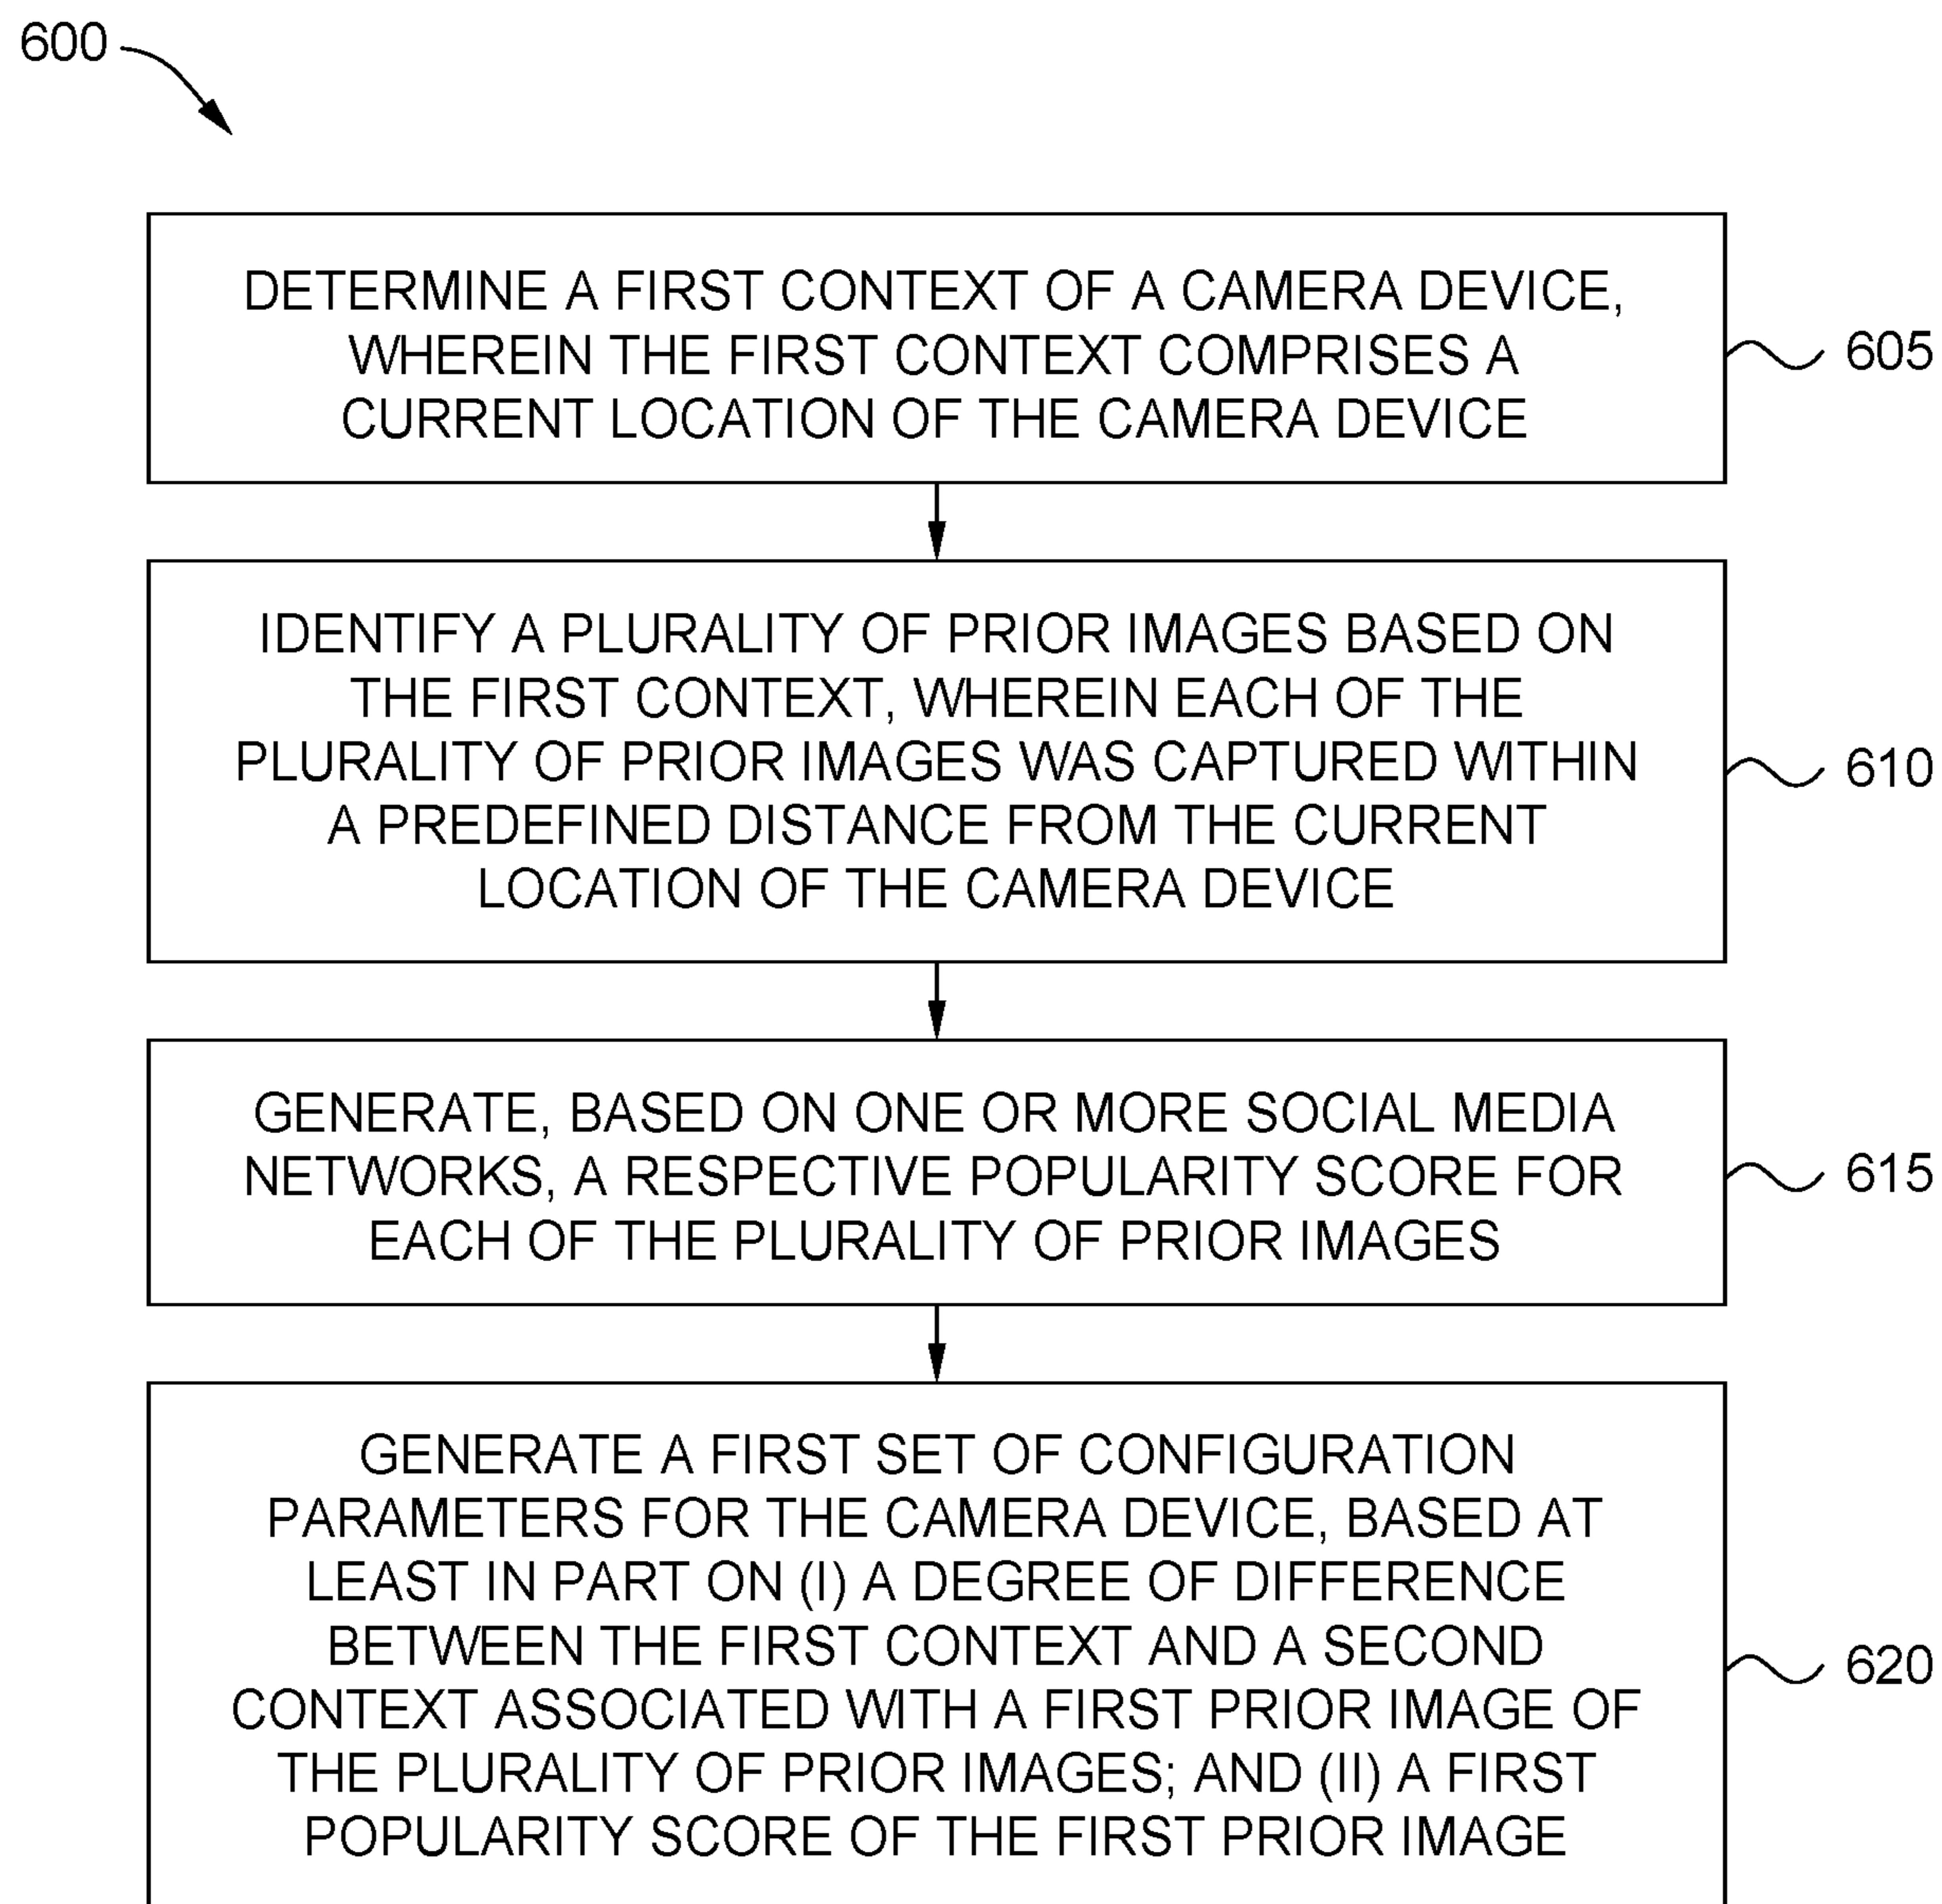 600
DETERMINE A FIRST CONTEXT OF A CAMERA DEVICE,
WHEREIN THE FIRST CONTEXT COMPRISES A
CURRENT LOCATION OF THE CAMERA DEVICE
605
IDENTIFY A PLURALITY OF PRIOR IMAGES BASED ON
THE FIRST CONTEXT, WHEREIN EACH OF THE
PLURALITY OF PRIOR IMAGES WAS CAPTURED WITHIN
A PREDEFINED DISTANCE FROM THE CURRENT
LOCATION OF THE CAMERA DEVICE
610
GENERATE, BASED ON ONE OR MORE SOCIAL MEDIA
NETWORKS, A RESPECTIVE POPULARITY SCORE FOR
EACH OF THE PLURALITY OF PRIOR IMAGES
615
GENERATE A FIRST SET OF CONFIGURATION
PARAMETERS FOR THE CAMERA DEVICE, BASED AT
LEAST IN PART ON (I) A DEGREE OF DIFFERENCE
BETWEEN THE FIRST CONTEXT AND A SECOND
CONTEXT ASSOCIATED WITH A FIRST PRIOR IMAGE OF
THE PLURALITY OF PRIOR IMAGES; AND (II) A FIRST
POPULARITY SCORE OF THE FIRST PRIOR IMAGE
620